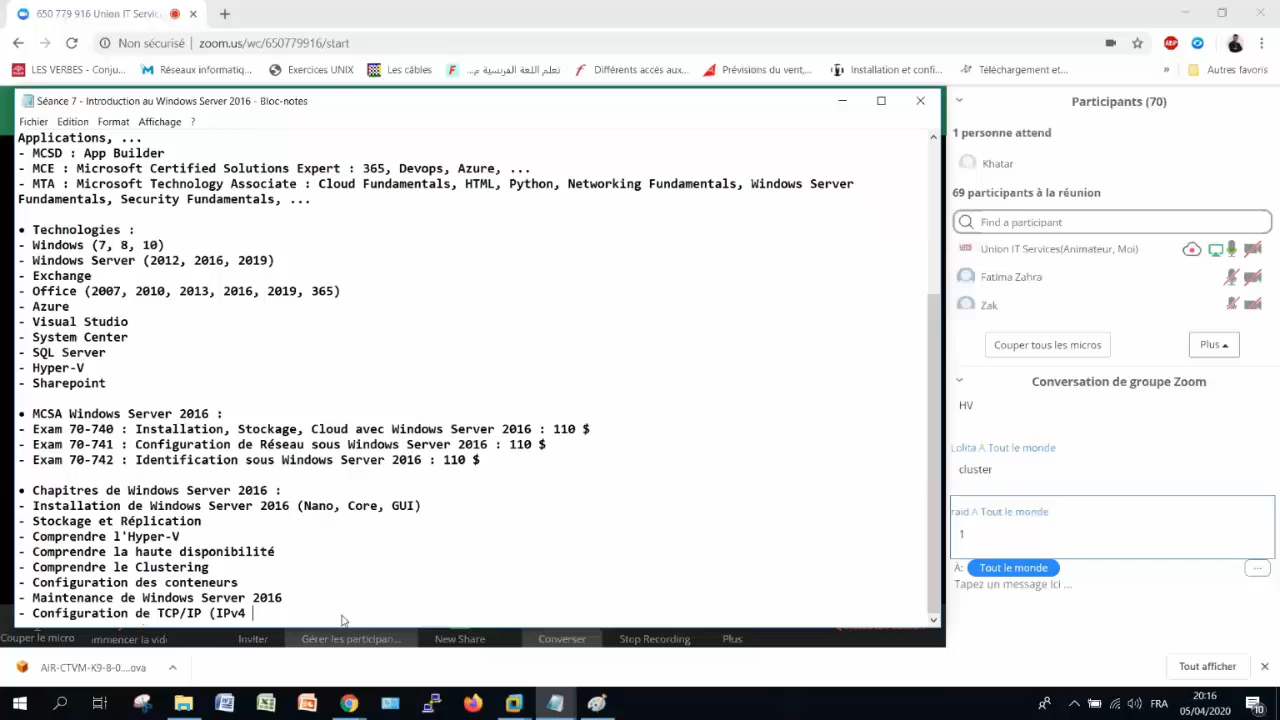 650 779 916 Union IT Servic
Non sécurisé
zoom.us/wc/650779916/start
LES VERBES - Conju...
Réseaux informatiq...
Exercices UNIX
Les câbles
تعلم اللغة الفرنسية م...
Différents accès aux...
Prévisions du vent,...
Installation et confi...
Téléchargement et...
»
Autres favoris
Séance 7 - Introduction au Windows Server 2016 - Bloc-notes
Fichier Edition Format Affichage ?
Applications, ...
- MCSD : App Builder
- MCE : Microsoft Certified Solutions Expert : 365, Devops, Azure, ...
- MTA : Microsoft Technology Associate : Cloud Fundamentals, HTML, Python, Networking Fundamentals, Windows Server
Fundamentals, Security Fundamentals, ...
• Technologies :
- Windows (7, 8, 10)
- Windows Server (2012, 2016, 2019)
- Exchange
- Office (2007, 2010, 2013, 2016, 2019, 365)
- Azure
- Visual Studio
- System Center
- SQL Server
- Hyper-V
- Sharepoint
• MCSA Windows Server 2016 :
- Exam 70-740 : Installation, Stockage, Cloud avec Windows Server 2016 : 110 $
- Exam 70-741 : Configuration de Réseau sous Windows Server 2016 : 110 $
- Exam 70-742 : Identification sous Windows Server 2016 : 110 $
• Chapitres de Windows Server 2016 :
- Installation de Windows Server 2016 (Nano, Core, GUI)
- Stockage et Réplication
- Comprendre l'Hyper-V
- Comprendre la haute disponibilité
- Comprendre le Clustering
- Configuration des conteneurs
- Maintenance de Windows Server 2016
- Configuration de TCP/IP (IPv4
Couper le micro
mmencer la vidé
Inviter
Gérer les participan...
New Share
Converser
Stop Recording
Plus
Participants (70)
1 personne attend
Khatar
69 participants à la réunion
Find a participant
Union IT Services(Animateur, Moi)
Fatima Zahra
Zak
Couper tous les micros
Plus
Conversation de groupe Zoom
HV
Lolita A Tout le monde
cluster
raid A Tout le monde
1
À: Tout le monde
...
Tapez un message ici ...
AIR-CTVM-K9-8-0....ova
Tout afficher
FRA
20:16
05/04/2020
10